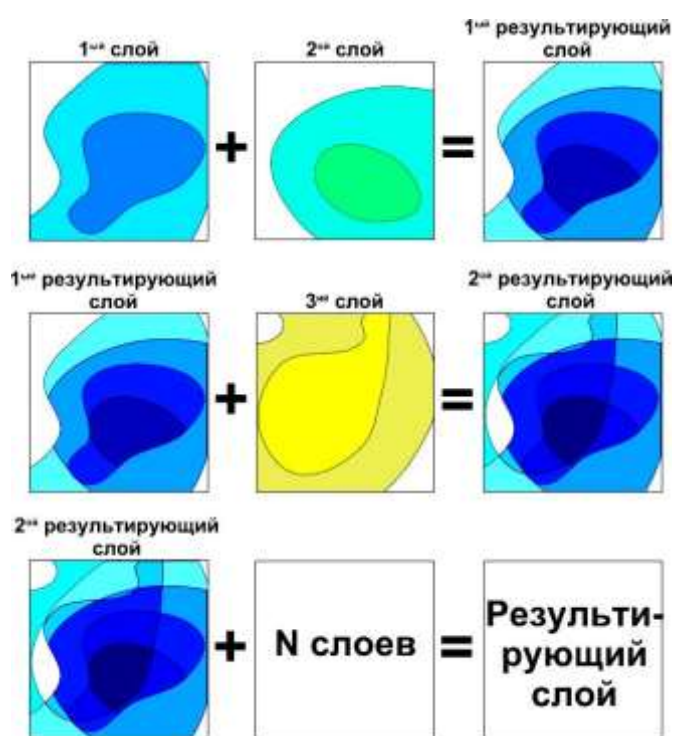 1ый результирующий
1ый слой 2ой слой слой
+ =
1ый результирующий 2ой результирующий
слой 3ий слой слой
+ =
2ой результирующий
слой
+ N слоев = Результи-
рующий
слой